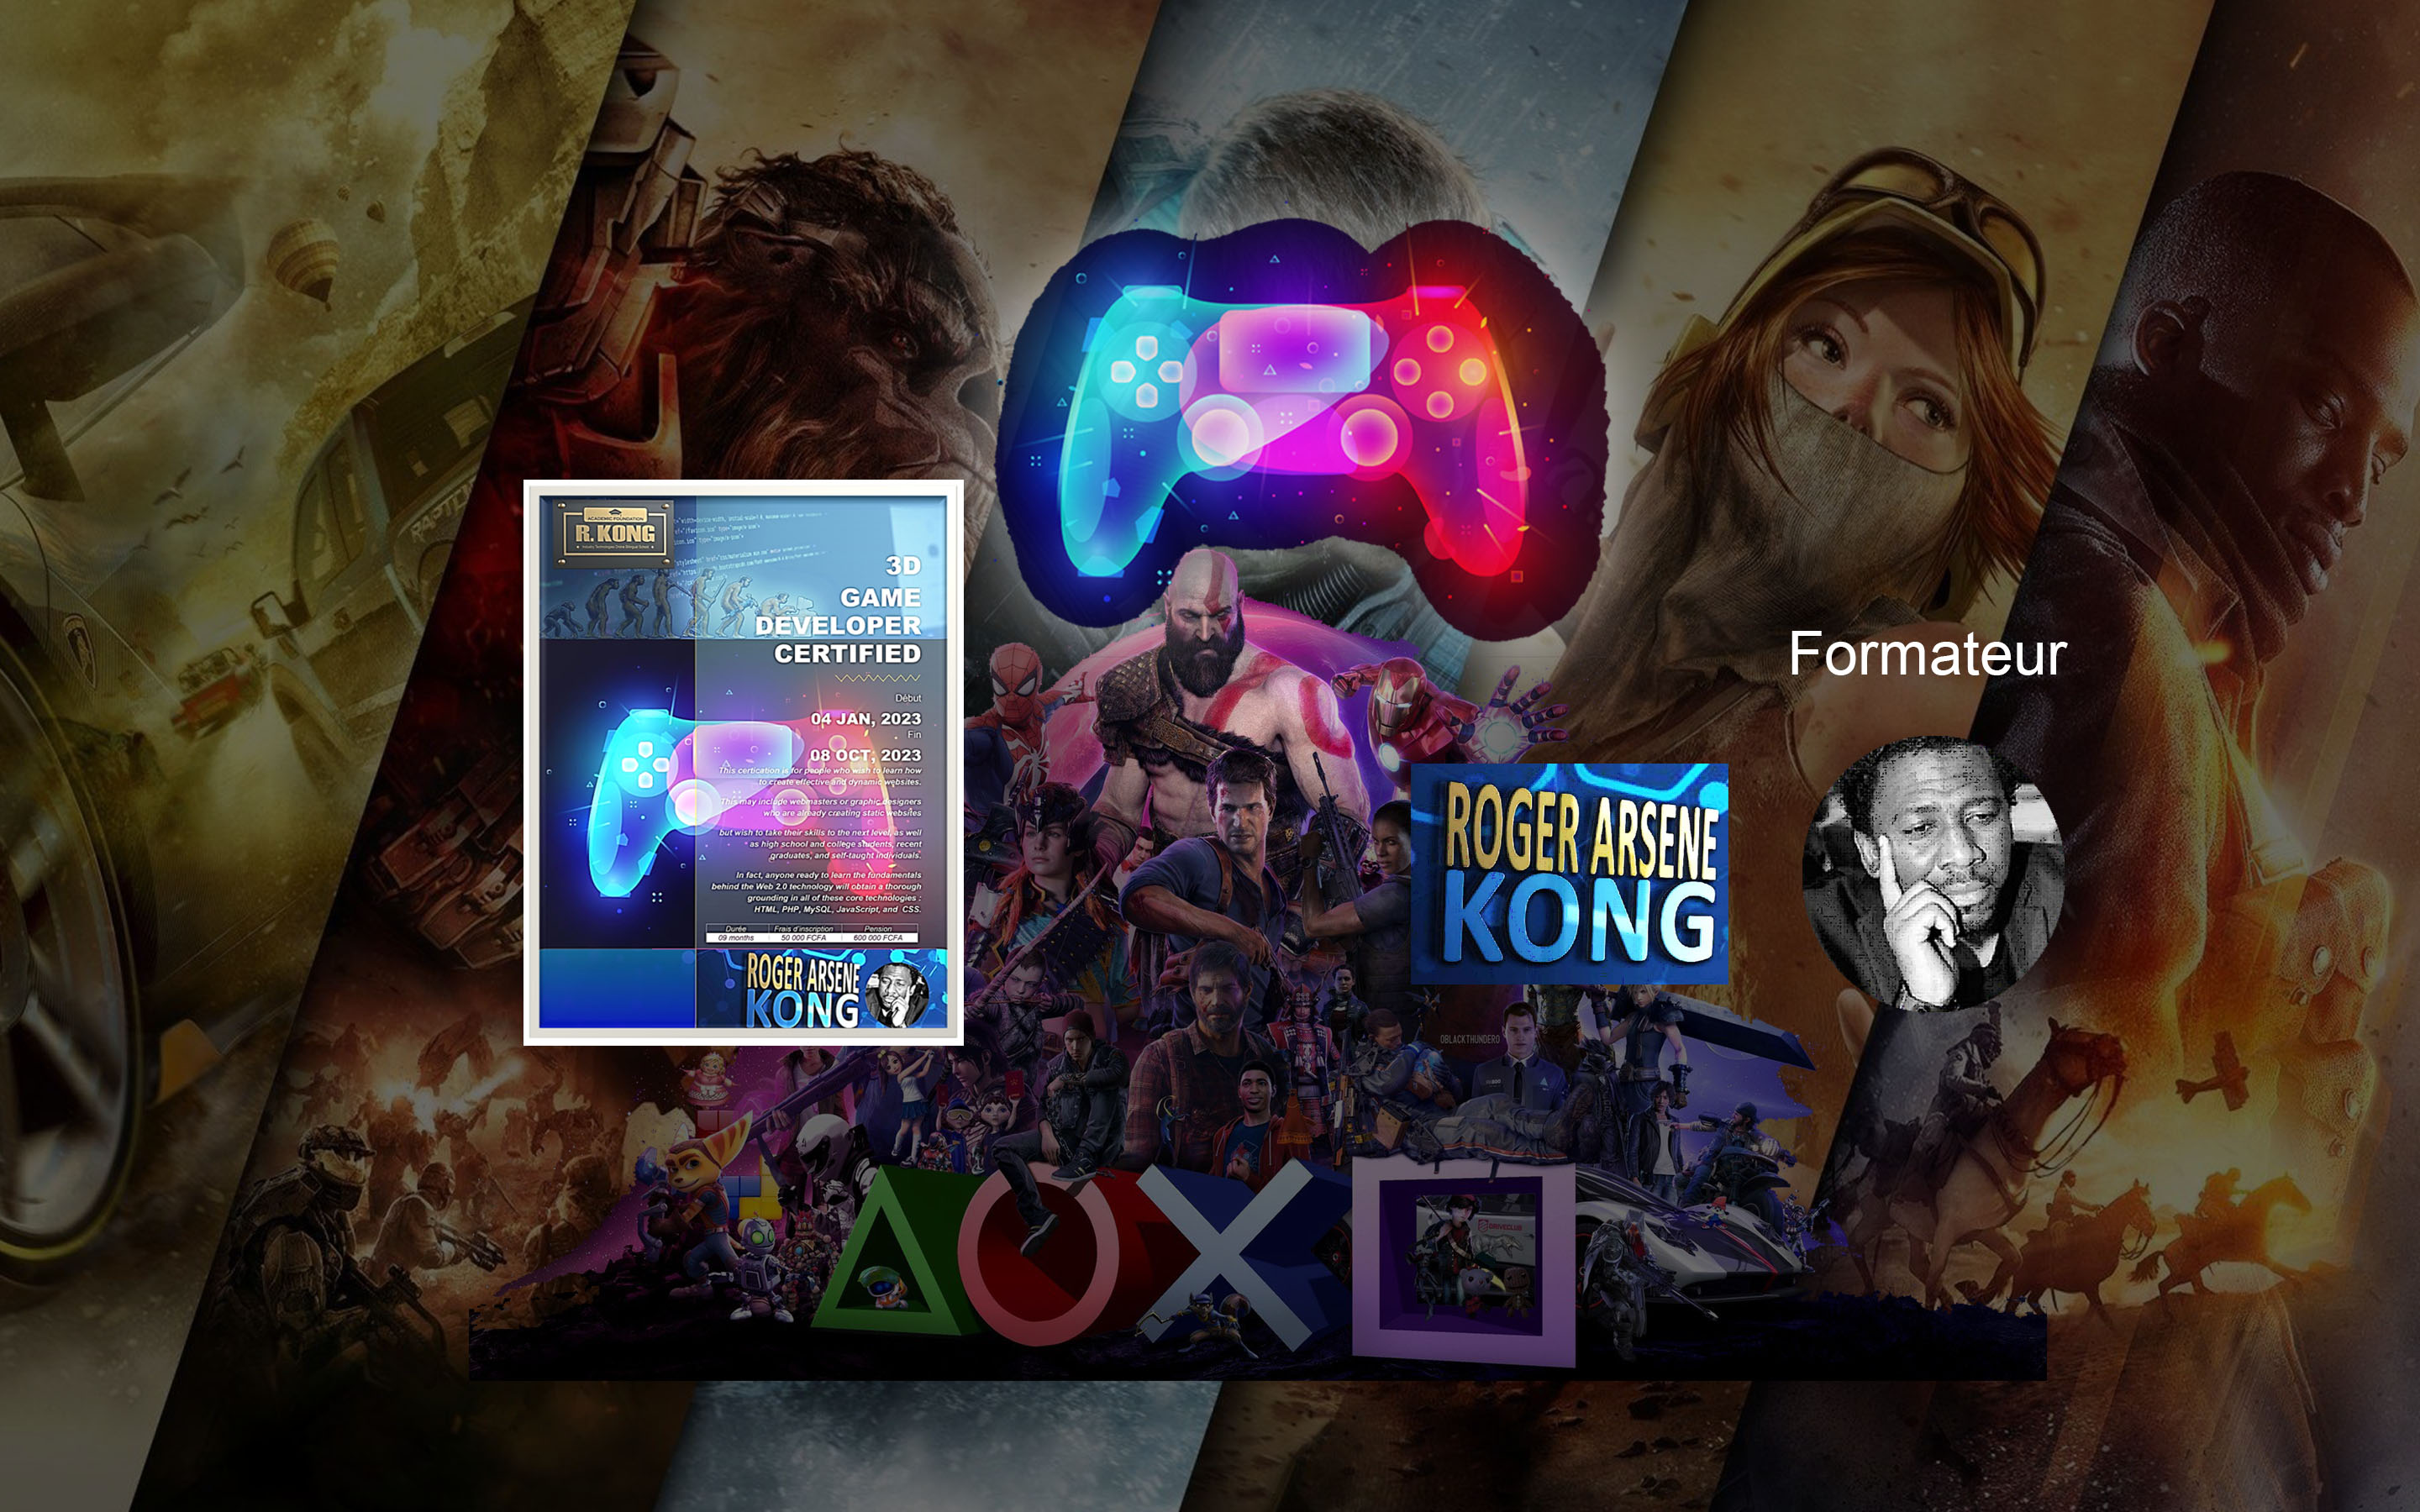 ACADEMIC FOUNDATION
R. KONG
3D
GAME
DEVELOPER
CERTIFIED
Début
04 JAN, 2023
Fin
08 OCT, 2023
This certication is for people who wish to learn how
to create effective and dynamic websites.
This may include webmasters or graphic designers
who are already creating static websites
but wish to take their skills to the next level, as well
as high school and college students, recent
graduates, and self-taught individuals.
In fact, anyone ready to learn the fundamentals
behind the Web 2.0 technology will obtain a thorough
grounding in all of these core technologies :
HTML, PHP, MySQL, JavaScript, and CSS.
Durée Frais d'inscription Pension
09 months 50 000 FCFA 600 000 FCFA
ROGER ARSENE
KONG
Formateur
ROGER ARSENE
KONG
OBLACKTHUNDERO
DRIVECLUB
RAPTOR